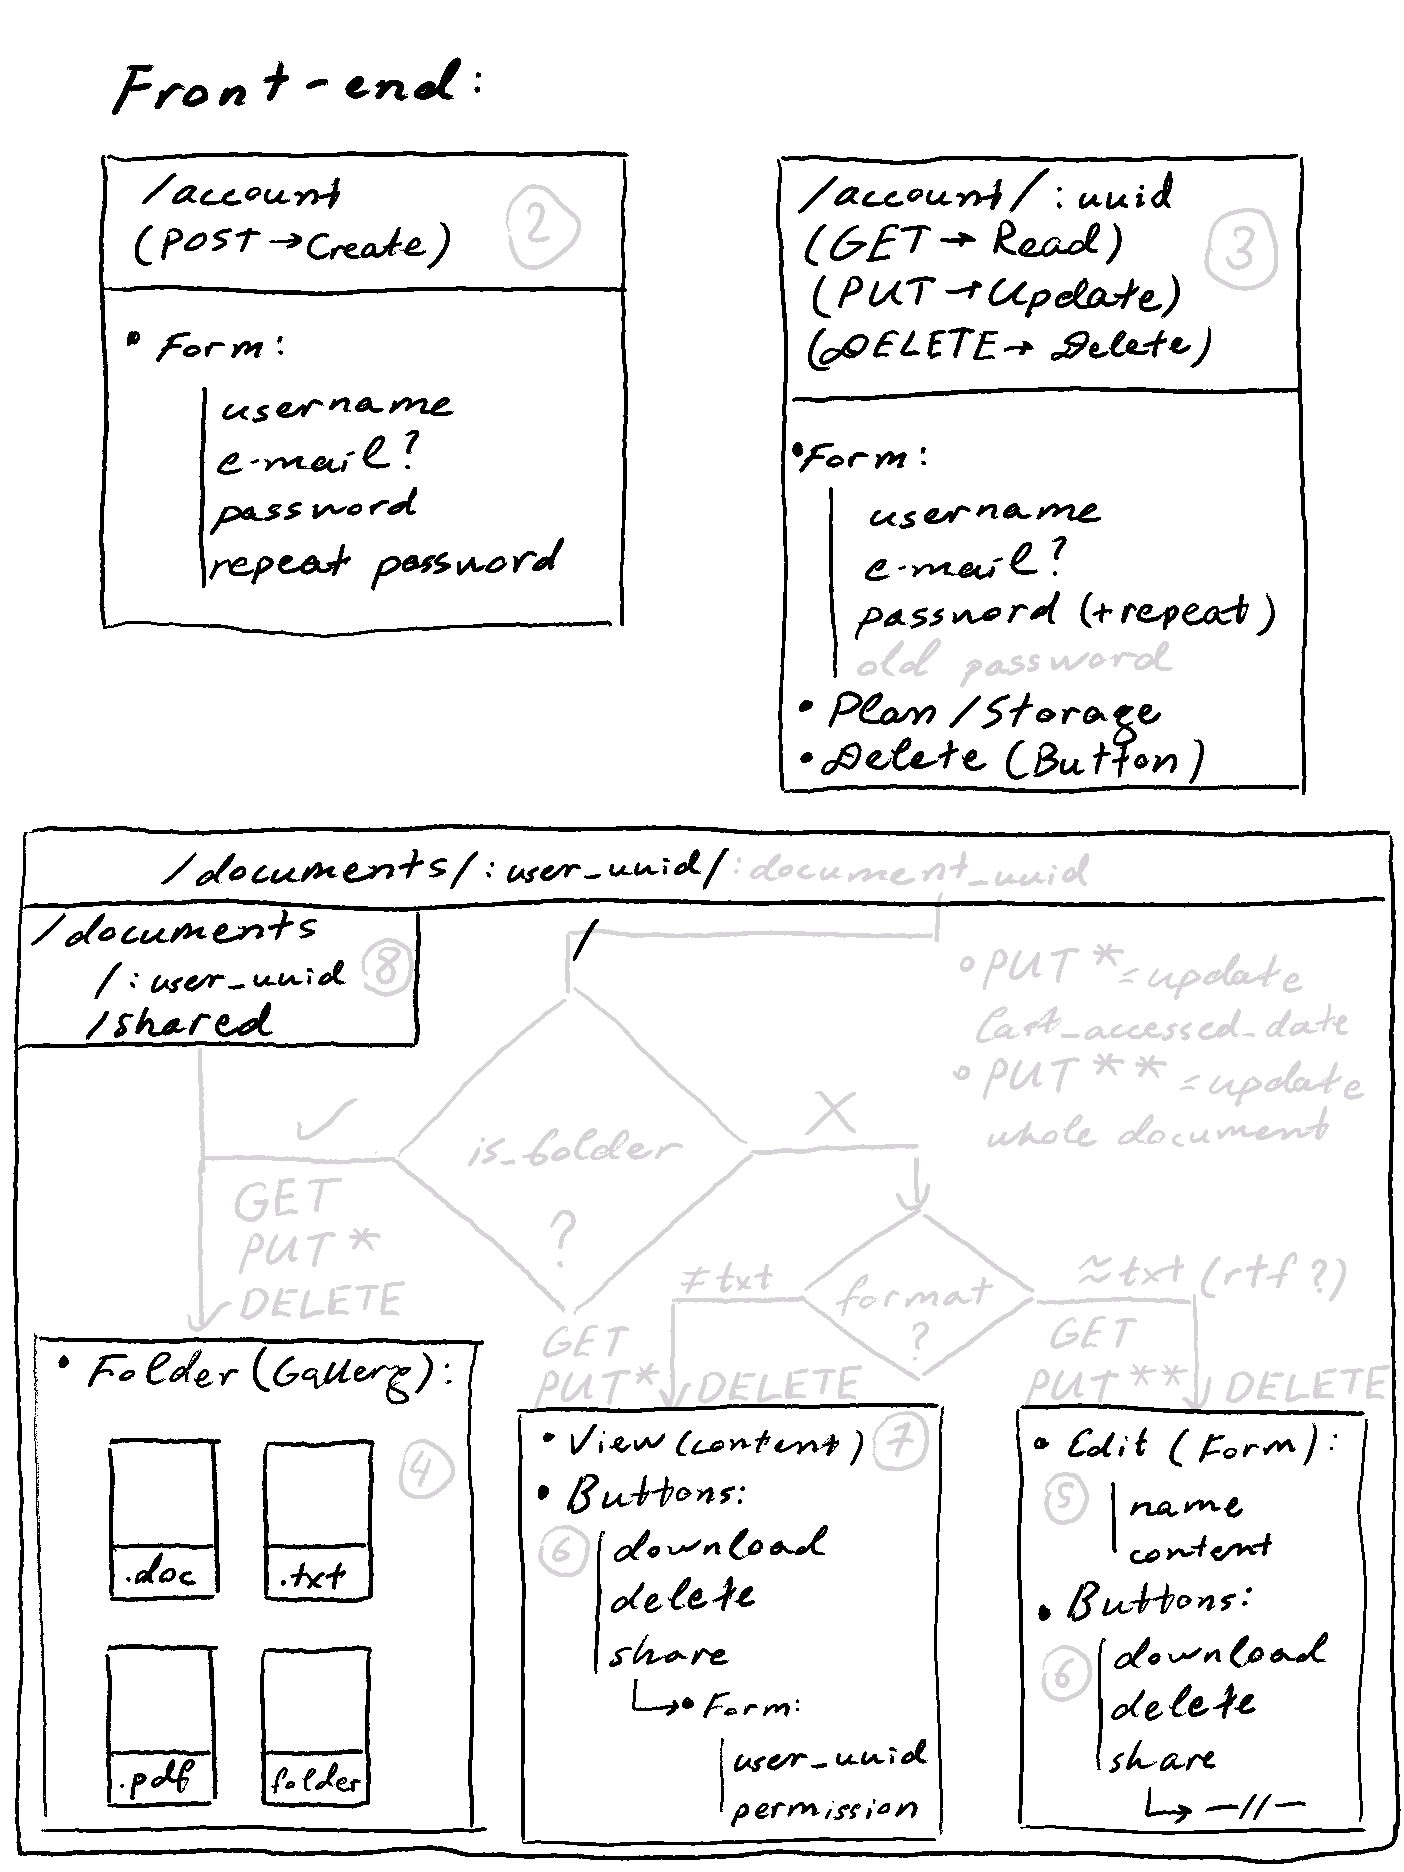 Front-end:
/account
(POST→Create)
2
• Form:
username
e-mail?
password
repeat password
/account/:uuid
(GET→Read)
(PUT→Update)
(DELETE→Delete)
3
• Form:
username
e-mail?
password (+repeat)
old password
• Plan/Storage
• Delete (Button)
/documents/:user_uuid/:document_uuid
/documents
/:user_uuid
/shared
8
/
• PUT* = update
last_accessed_date
• PUT** = update
whole document
✓
is_folder
?
X
GET
PUT*
DELETE
≠txt
format
?
≈txt (rtf?)
GET
PUT*
DELETE
GET
PUT**
DELETE
• Folder (Gallery):
4
.doc
.txt
.pdf
folder
• View (content)
7
• Buttons:
6
download
delete
share
↳• Form:
user_uuid
permission
• Edit (Form):
5
name
content
• Buttons:
6
download
delete
share
↳ —//—